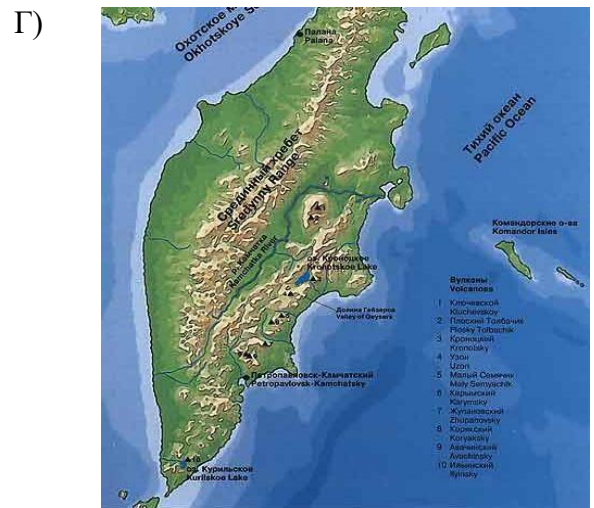 Г)
Охотское м
Okhotskoye Se
Палана
Palana
Тихий океан
Pacific Ocean
Срединный хребет
Sredynny Range
Р. Камчатка
Kamchatka River
Командорские о-ва
Komandor Isles
оз. Кроноцкое
Kronotskoe Lake
Долина Гейзеров
Valley of Geysers
Петропавловск-Камчатский
Petropavlovsk-Kamchatsky
оз. Курильское
Kurilskoe Lake
Вулканы
Volcanoes
1 Ключевской
Kluchevskoy
2 Плоский Толбачик
Plosky Tolbachik
3 Кроноцкий
Kronotsky
4 Узон
Uzon
5 Малый Семячик
Maly Semyachik
6 Карымский
Karymsky
7 Жупановский
Zhupanovsky
8 Корякский
Koryaksky
9 Авачинский
Avachinsky
10 Ильинский
Ilyinsky